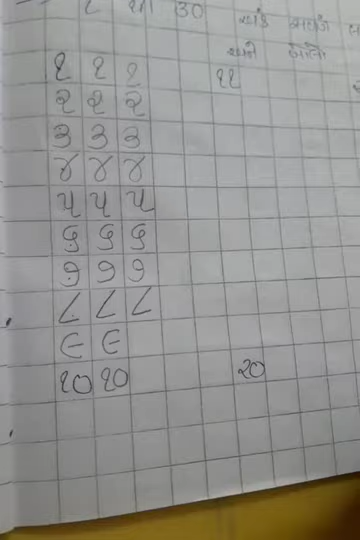 ૧ ૧ ૧ ૧૧
૨ ૨ ૨
૩ ૩ ૩
૪ ૪ ૪
૫ ૫ ૫
૬ ૬ ૬
૭ ૭ ૭
૮ ૮ ૮
૯ ૯
૧૦ ૧૦ ૨૦